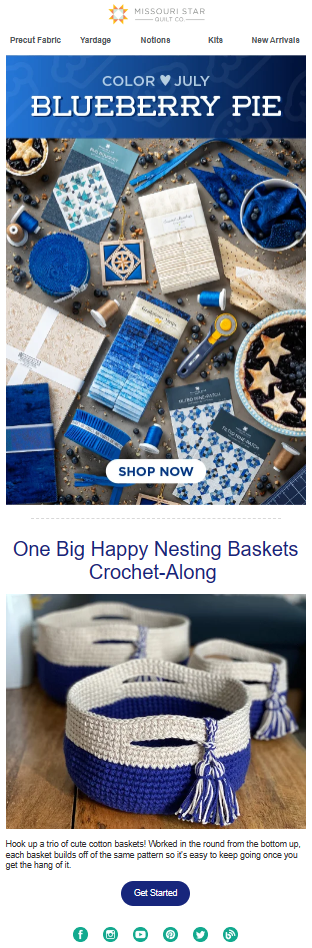 MISSOURI STAR
QUILT CO.
Precut Fabric Yardage Notions Kits New Arrivals
COLOR ♥ JULY
BLUEBERRY PIE
SHOP NOW
One Big Happy Nesting Baskets
Crochet-Along
Hook up a trio of cute cotton baskets! Worked in the round from the bottom up,
each basket builds off of the same pattern so it's easy to keep going once you
get the hang of it.
Get Started